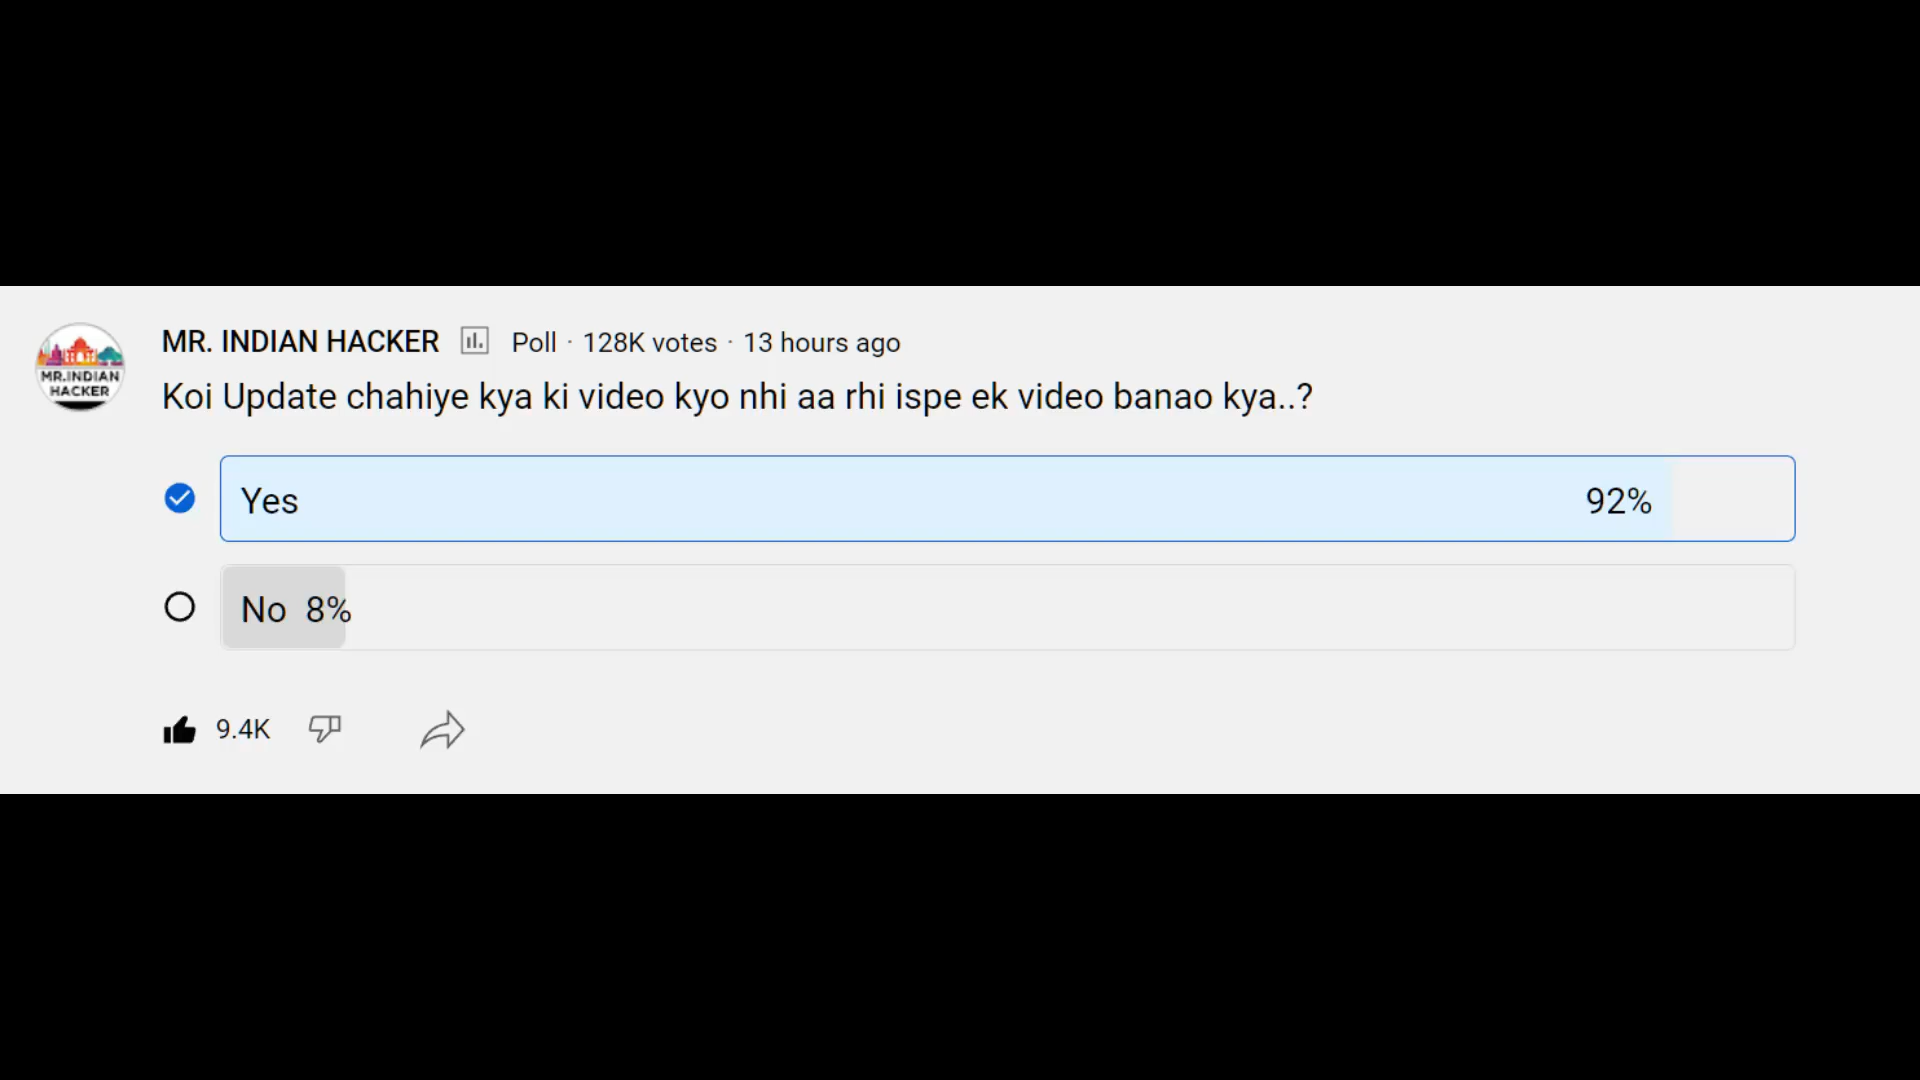 MR. INDIAN HACKER Poll · 128K votes · 13 hours ago
MR.INDIAN
HACKER
Koi Update chahiye kya ki video kyo nhi aa rhi ispe ek video banao kya..?
Yes 92%
No 8%
9.4K